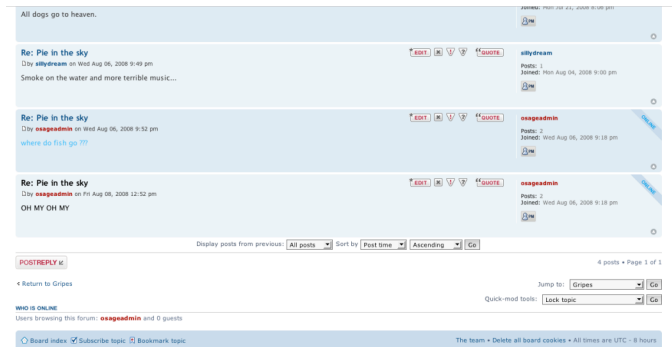 Joined: Mon Jul 21, 2008 8:06 pm
All dogs go to heaven.
PM
Re: Pie in the sky
EDIT QUOTE
sillydream
by sillydream on Wed Aug 06, 2008 9:49 pm
Posts: 1
Joined: Mon Aug 04, 2008 9:00 pm
Smoke on the water and more terrible music...
PM
Re: Pie in the sky
EDIT QUOTE
osageadmin
ONLINE
by osageadmin on Wed Aug 06, 2008 9:52 pm
Posts: 2
Joined: Wed Aug 06, 2008 9:18 pm
where do fish go ???
PM
Re: Pie in the sky
EDIT QUOTE
osageadmin
ONLINE
by osageadmin on Fri Aug 08, 2008 12:52 pm
Posts: 2
Joined: Wed Aug 06, 2008 9:18 pm
OH MY OH MY
PM
Display posts from previous: All posts Sort by Post time Ascending Go
POSTREPLY
4 posts • Page 1 of 1
< Return to Gripes
Jump to: Gripes Go
Quick-mod tools: Lock topic Go
WHO IS ONLINE
Users browsing this forum: osageadmin and 0 guests
Board index Subscribe topic Bookmark topic
The team • Delete all board cookies • All times are UTC - 8 hours